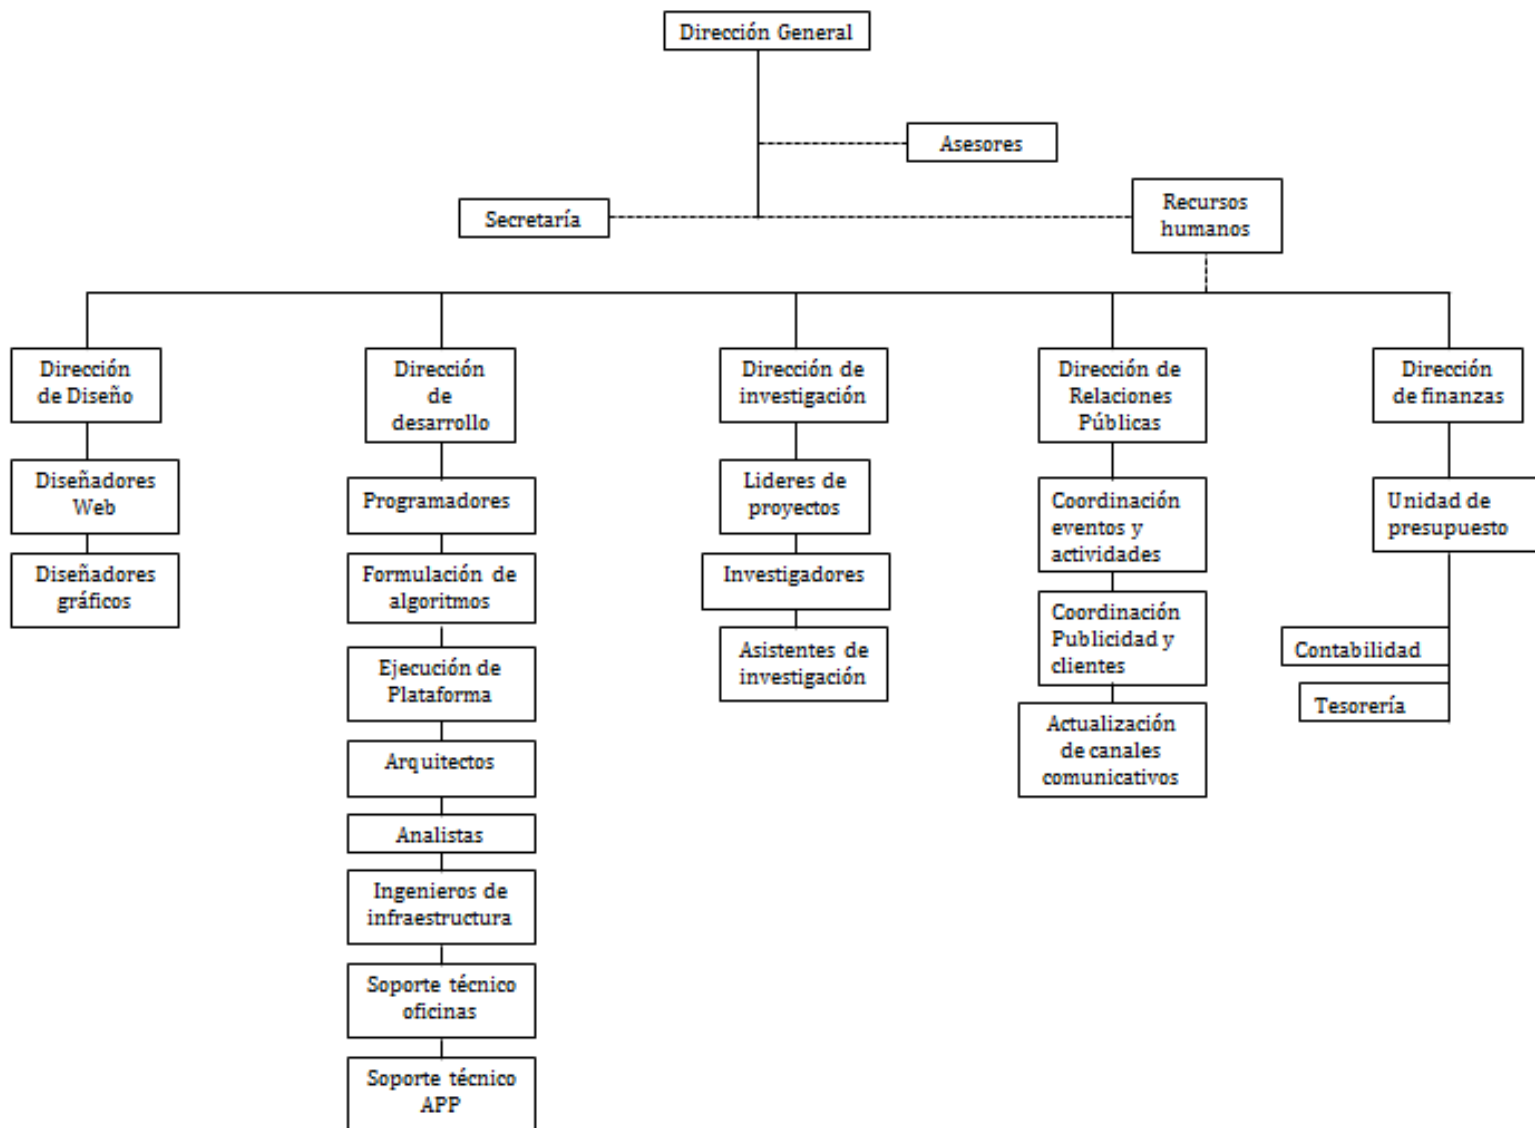 Dirección General
Asesores
Secretaría
Recursos
humanos
Dirección
de Diseño
Diseñadores
Web
Diseñadores
gráficos
Dirección
de
desarrollo
Programadores
Formulación de
algoritmos
Ejecución de
Plataforma
Arquitectos
Analistas
Ingenieros de
infraestructura
Soporte técnico
oficinas
Soporte técnico
APP
Dirección de
investigación
Lideres de
proyectos
Investigadores
Asistentes de
investigación
Dirección de
Relaciones
Públicas
Coordinación
eventos y
actividades
Coordinación
Publicidad y
clientes
Actualización
de canales
comunicativos
Dirección
de finanzas
Unidad de
presupuesto
Contabilidad
Tesorería